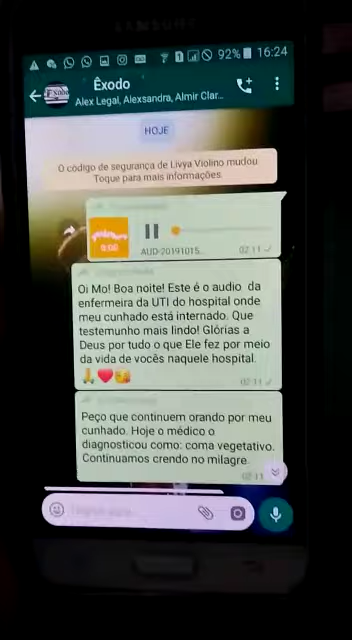 SAMSUNG
92% 16:24
Êxodo
Alex Legal, Alexsandra, Almir Clar...
HOJE
O código de segurança de Livya Violino mudou
Toque para mais informações.
0:00
AUD-20191015...
02:11
Oi Mo! Boa noite! Este é o audio da
enfermeira da UTI do hospital onde
meu cunhado está internado. Que
testemunho mais lindo! Glórias a
Deus por tudo o que Ele fez por meio
da vida de vocês naquele hospital.
🙏❤️😘
02:11
Peço que continuem orando por meu
cunhado. Hoje o médico o
diagnosticou como: coma vegetativo.
Continuamos crendo no milagre.
02:11